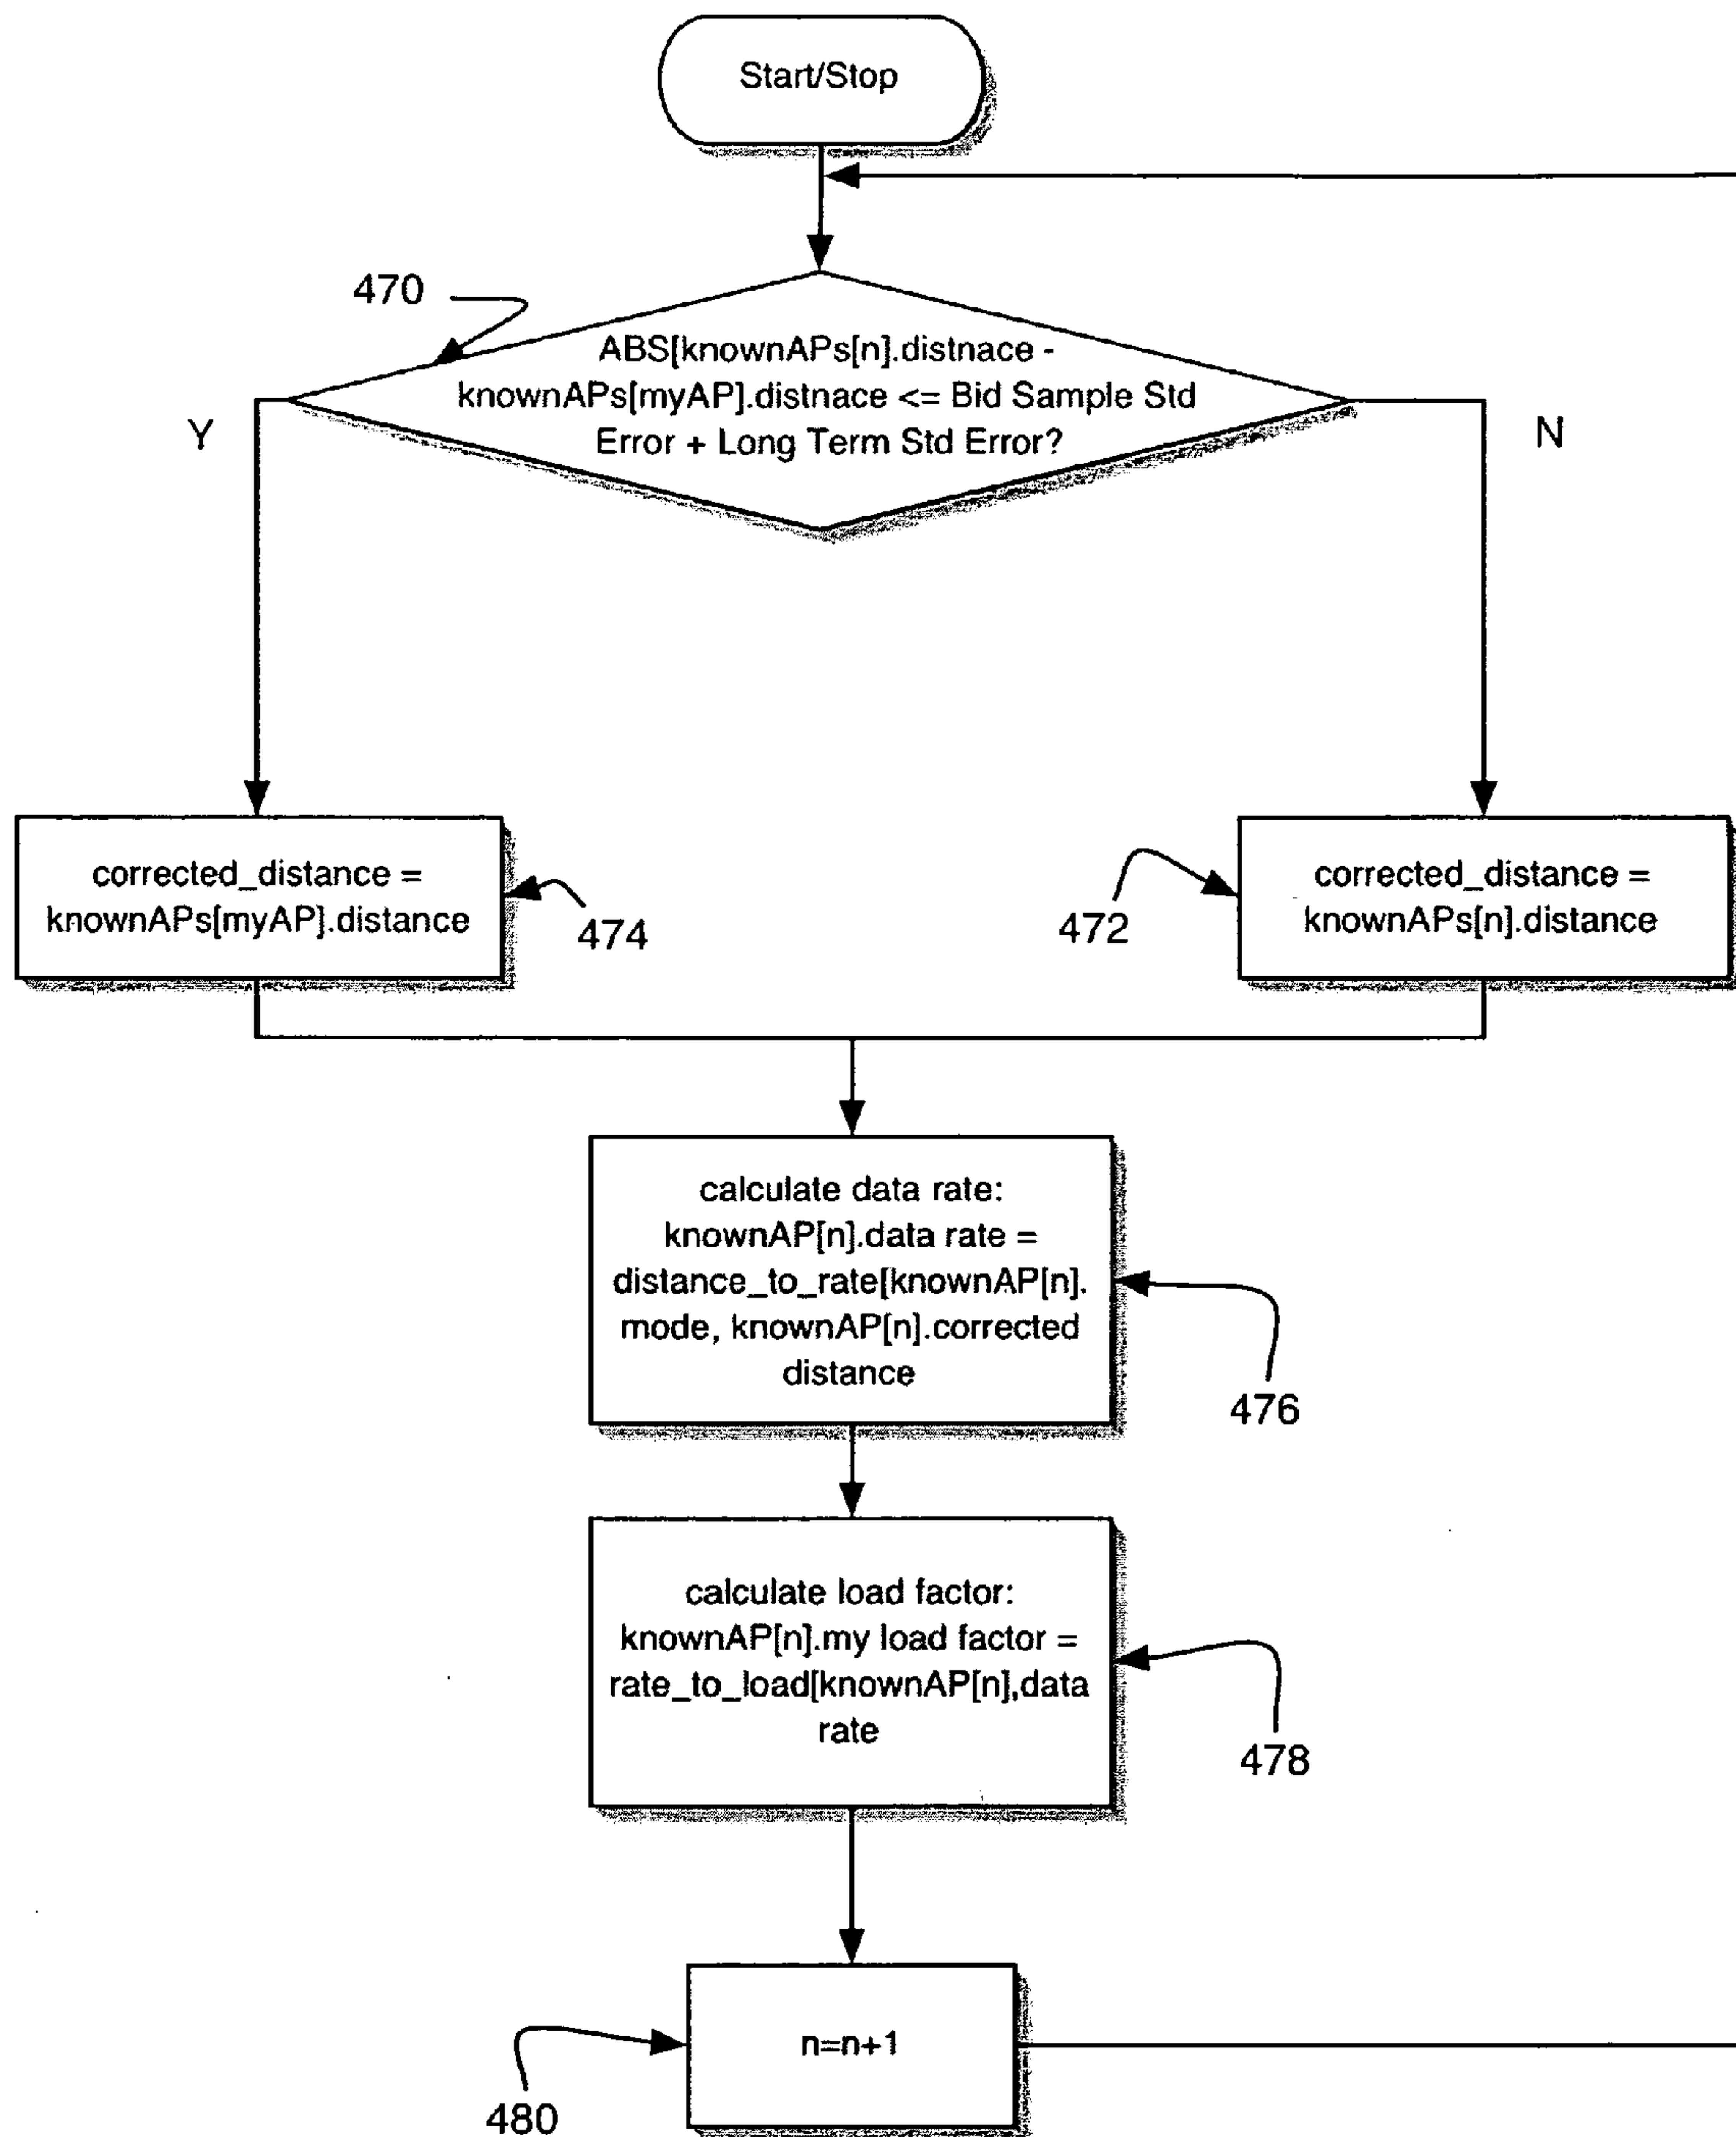 Start/Stop
470
ABS[knownAPs[n].distnace -
knownAPs[myAP].distnace <= Bid Sample Std
Error + Long Term Std Error?
Y
N
corrected_distance =
knownAPs[myAP].distance
474
472
corrected_distance =
knownAPs[n].distance
calculate data rate:
knownAP[n].data rate =
distance_to_rate[knownAP[n].
mode, knownAP[n].corrected
distance
476
calculate load factor:
knownAP[n].my load factor =
rate_to_load[knownAP[n],data
rate
478
n=n+1
480